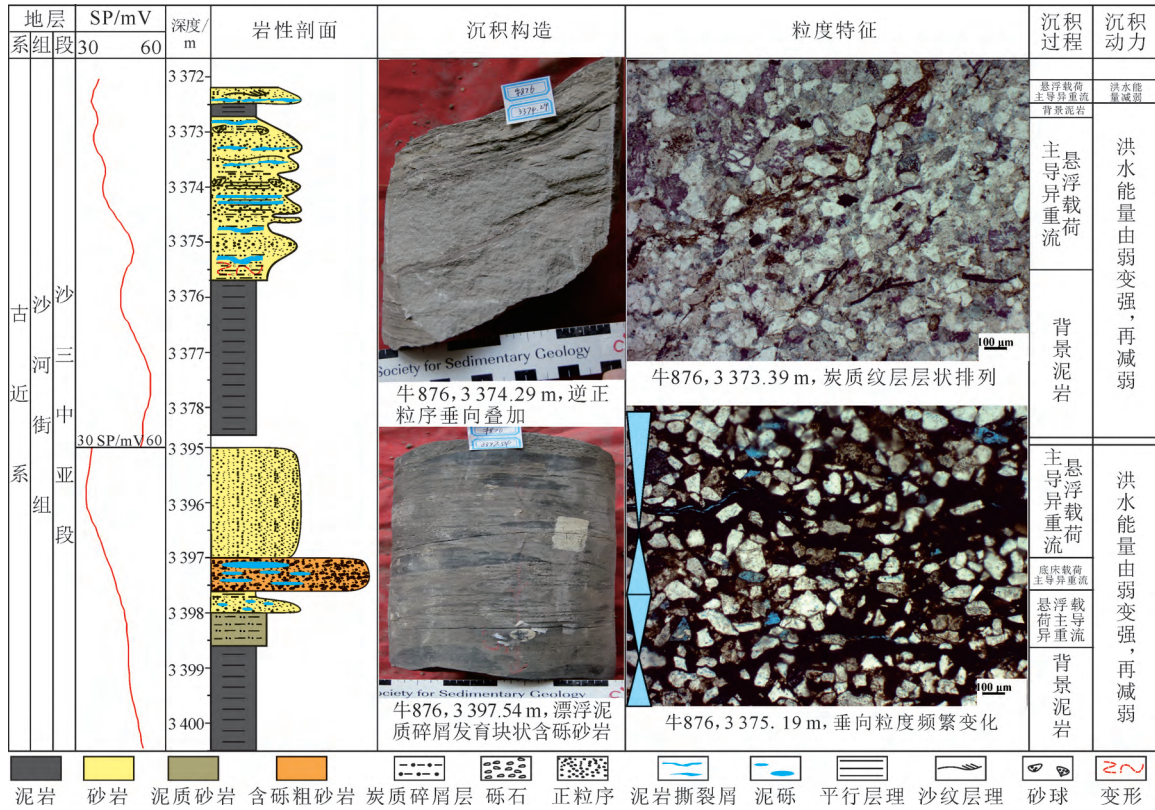 地层
SP/mV
深度/
m
岩性剖面
沉积构造
粒度特征
沉积
过程
沉积
动力
系
组
段
30 60
3 372
3 373
3 374
3 375
3 376
3 377
3 378
30 SP/mV 60
3 395
3 396
3 397
3 398
3 399
3 400
古近系
沙河街组
沙三中亚段
牛876
3374.29
Society for Sedimentary Geology
牛876,3 374.29 m,逆正
粒序垂向叠加
ociety for Sedimentary Geology
牛876,3 397.54 m,漂浮泥
质碎屑发育块状含砾砂岩
100 μm
牛876,3 373.39 m,炭质纹层层状排列
100 μm
牛876,3 375. 19 m,垂向粒度频繁变化
悬浮载荷
主导异重流
背景泥岩
悬浮载荷
主导异重流
背景泥岩
悬浮载荷
主导异重流
底床载荷
主导异重流
悬浮载荷主导异重流
背景泥岩
洪水能
量减弱
洪水能量由弱变强,再减弱
洪水能量由弱变强,再减弱
泥岩 砂岩 泥质砂岩 含砾粗砂岩 炭质碎屑层 砾石 正粒序 泥岩撕裂屑 泥砾 平行层理 沙纹层理 砂球 变形